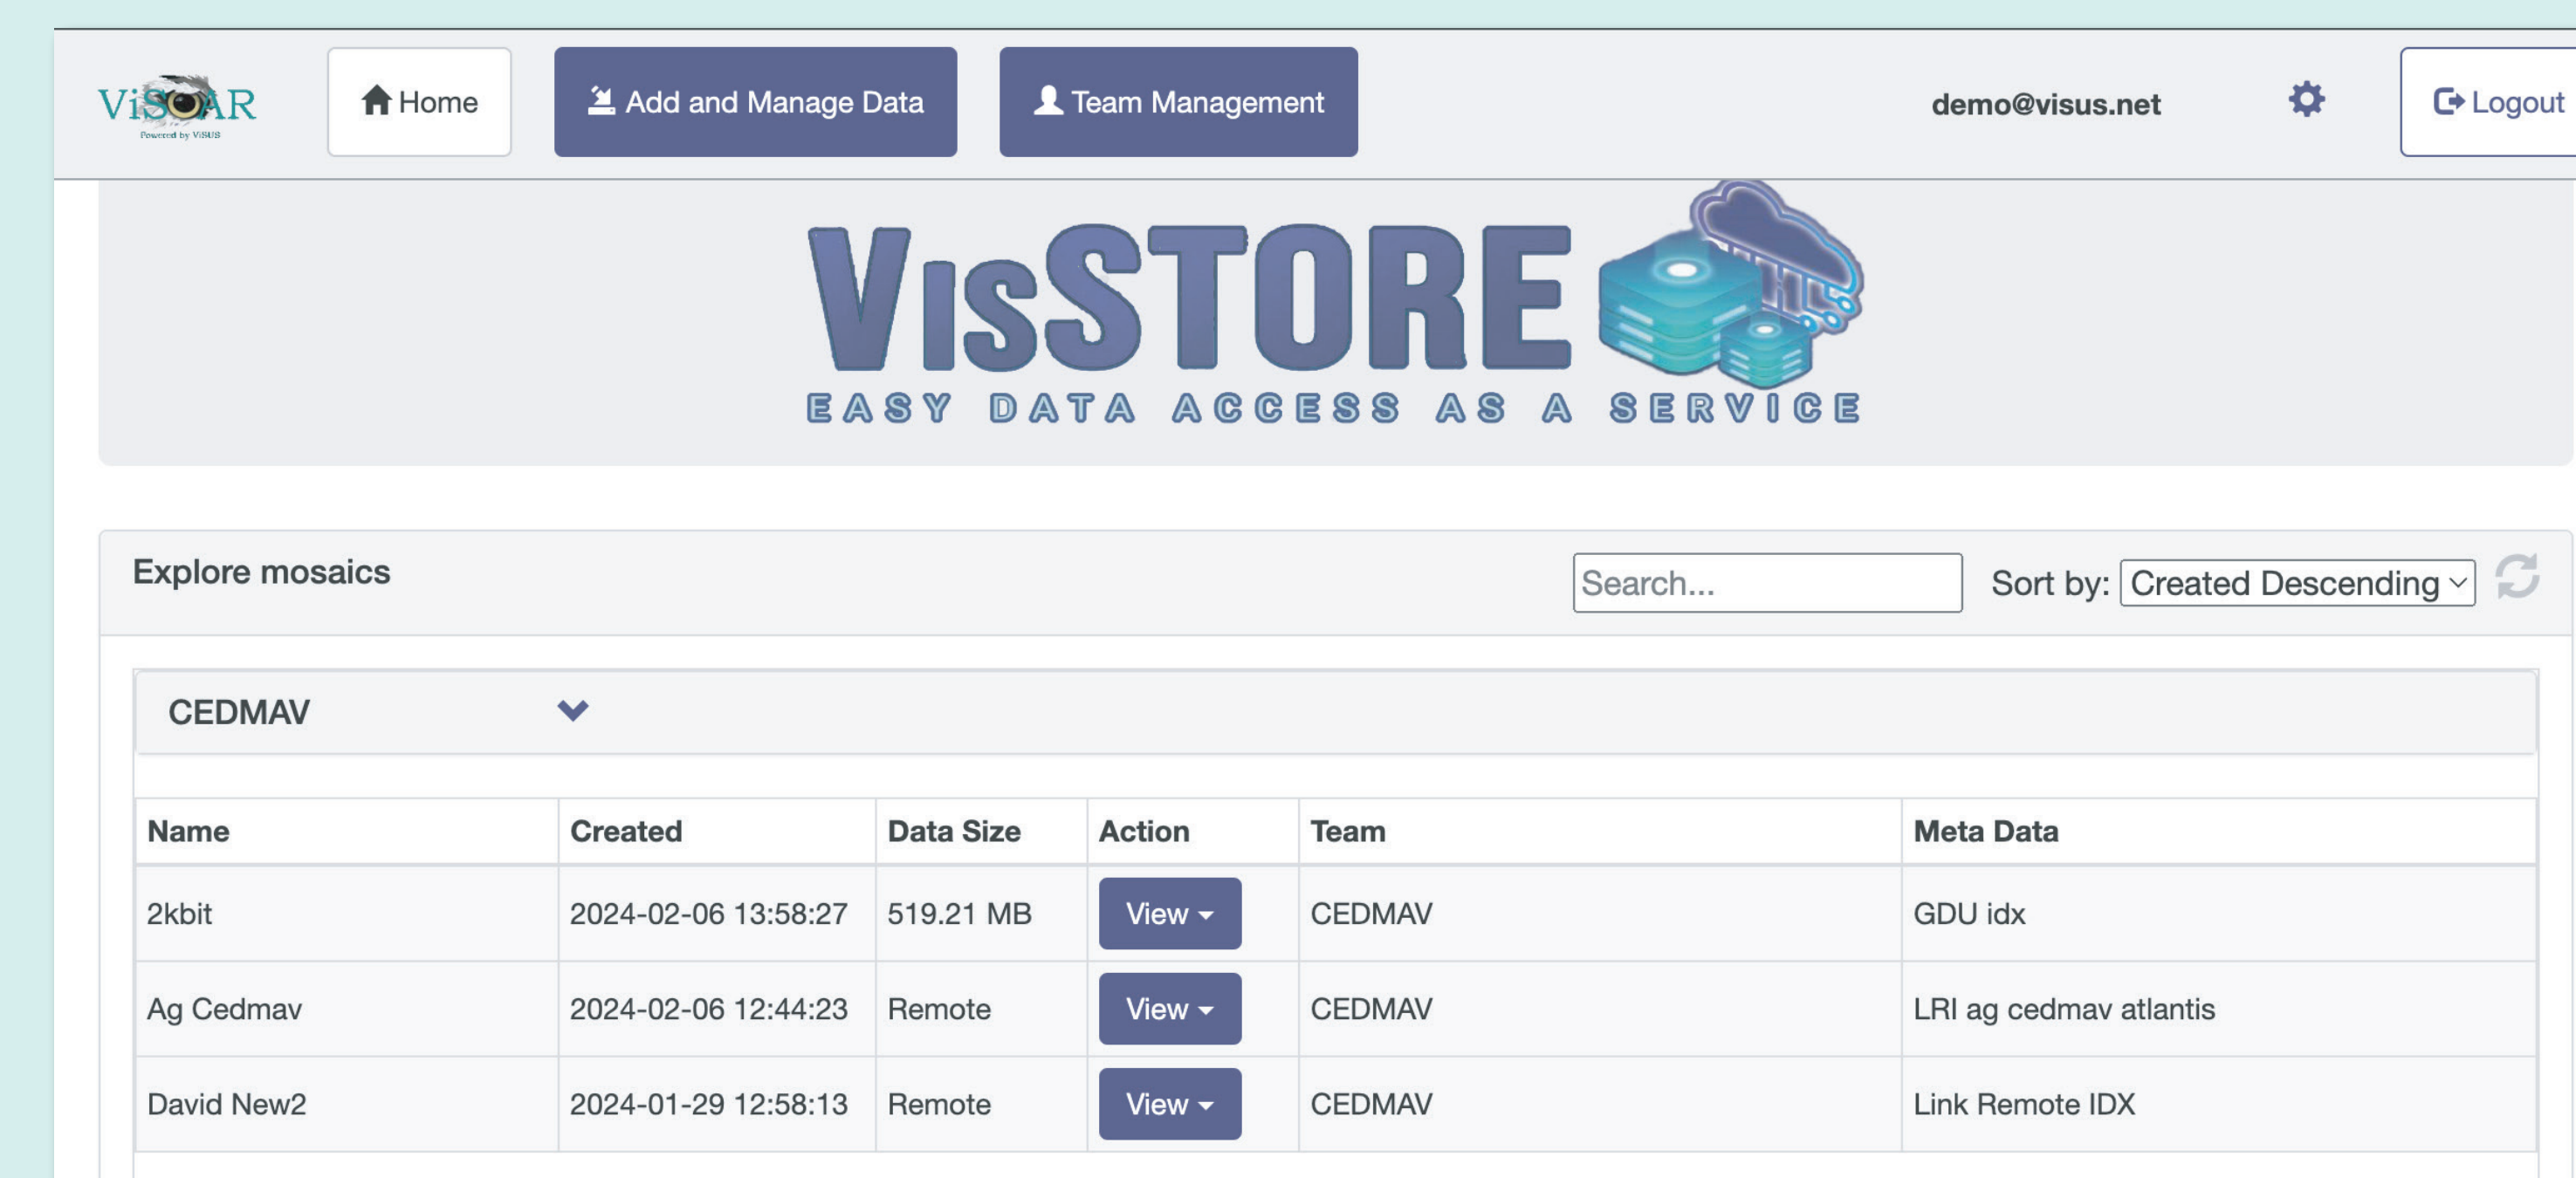 ViSOAR
Powered by ViSUS
Home
Add and Manage Data
Team Management
demo@visus.net
Logout
VISSTORE
EASY DATA ACCESS AS A SERVICE
Explore mosaics
Search...
Sort by: Created Descending
CEDMAV
Name Created Data Size Action Team Meta Data
2kbit 2024-02-06 13:58:27 519.21 MB View CEDMAV GDU idx
Ag Cedmav 2024-02-06 12:44:23 Remote View CEDMAV LRI ag cedmav atlantis
David New2 2024-01-29 12:58:13 Remote View CEDMAV Link Remote IDX